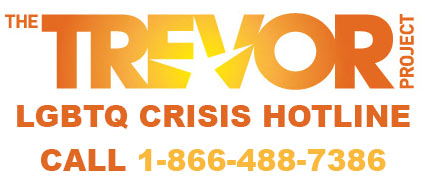 THE TREVOR PROJECT
LGBTQ CRISIS HOTLINE
CALL 1-866-488-7386